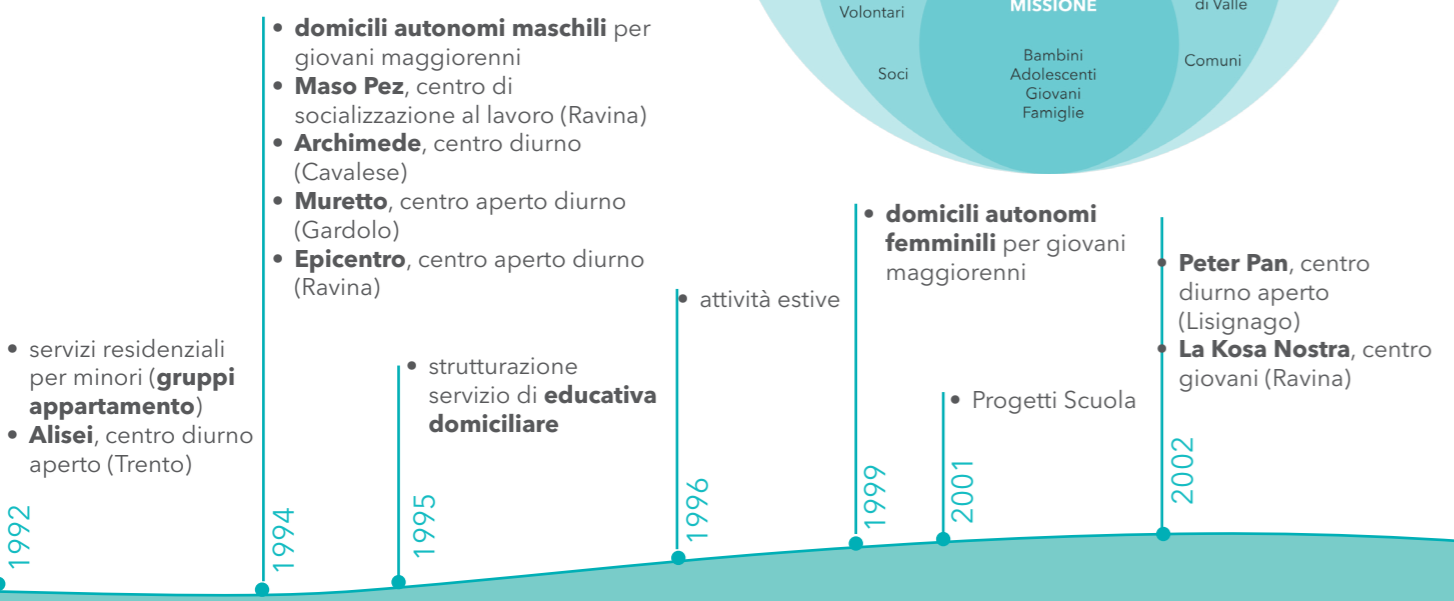 MISSIONE
Volontari
di Valle
Soci
Comuni
Bambini
Adolescenti
Giovani
Famiglie
• servizi residenziali
per minori (gruppi
appartamento)
• Alisei, centro diurno
aperto (Trento)
1992
• domicili autonomi maschili per
giovani maggiorenni
• Maso Pez, centro di
socializzazione al lavoro (Ravina)
• Archimede, centro diurno
(Cavalese)
• Muretto, centro aperto diurno
(Gardolo)
• Epicentro, centro aperto diurno
(Ravina)
1994
• strutturazione
servizio di educativa
domiciliare
1995
• attività estive
1996
• domicili autonomi
femminili per giovani
maggiorenni
1999
• Progetti Scuola
2001
• Peter Pan, centro
diurno aperto
(Lisignago)
• La Kosa Nostra, centro
giovani (Ravina)
2002